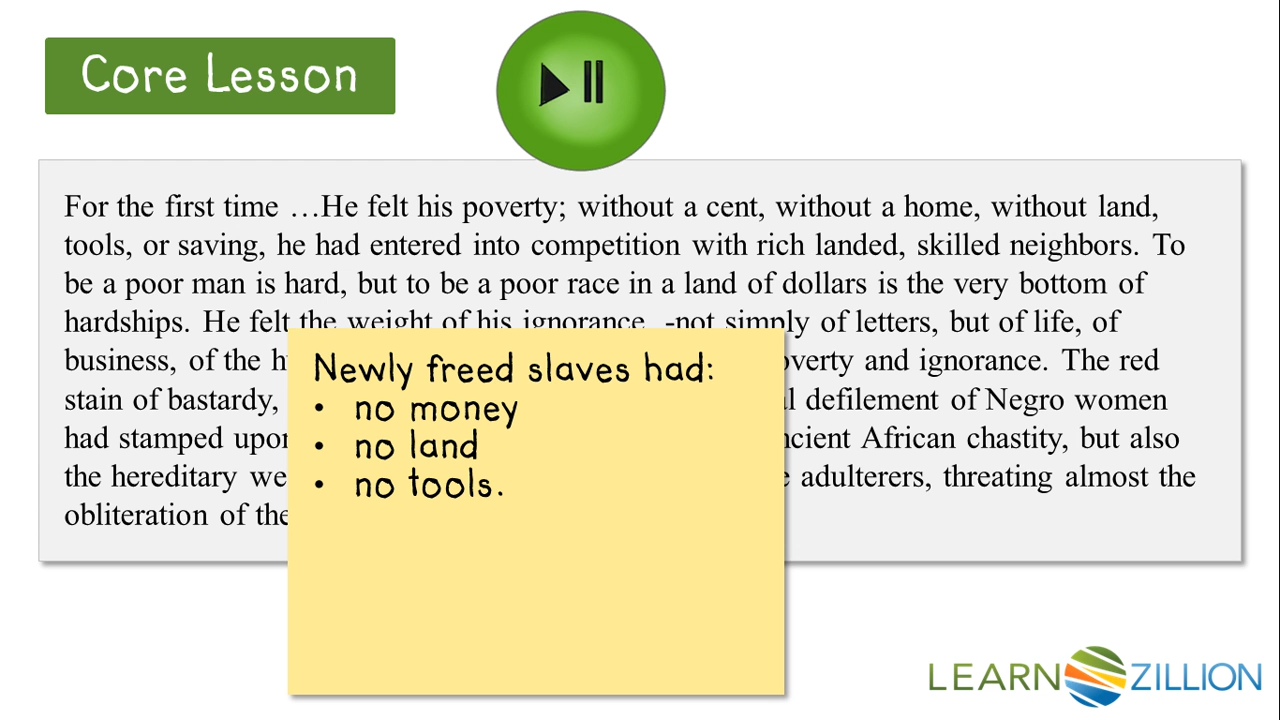 Core Lesson
For the first time …He felt his poverty; without a cent, without a home, without land,
tools, or saving, he had entered into competition with rich landed, skilled neighbors. To
be a poor man is hard, but to be a poor race in a land of dollars is the very bottom of
hardships. He felt the weight of his ignorance, -not simply of letters, but of life, of
business, of the overty and ignorance. The red
stain of bastardy, defilement of Negro women
had stamped African chastity, but also
the hereditary adulterers, threating almost the
obliteration of the
Newly freed slaves had:
• no money
• no land
• no tools.
LEARN ZILLION